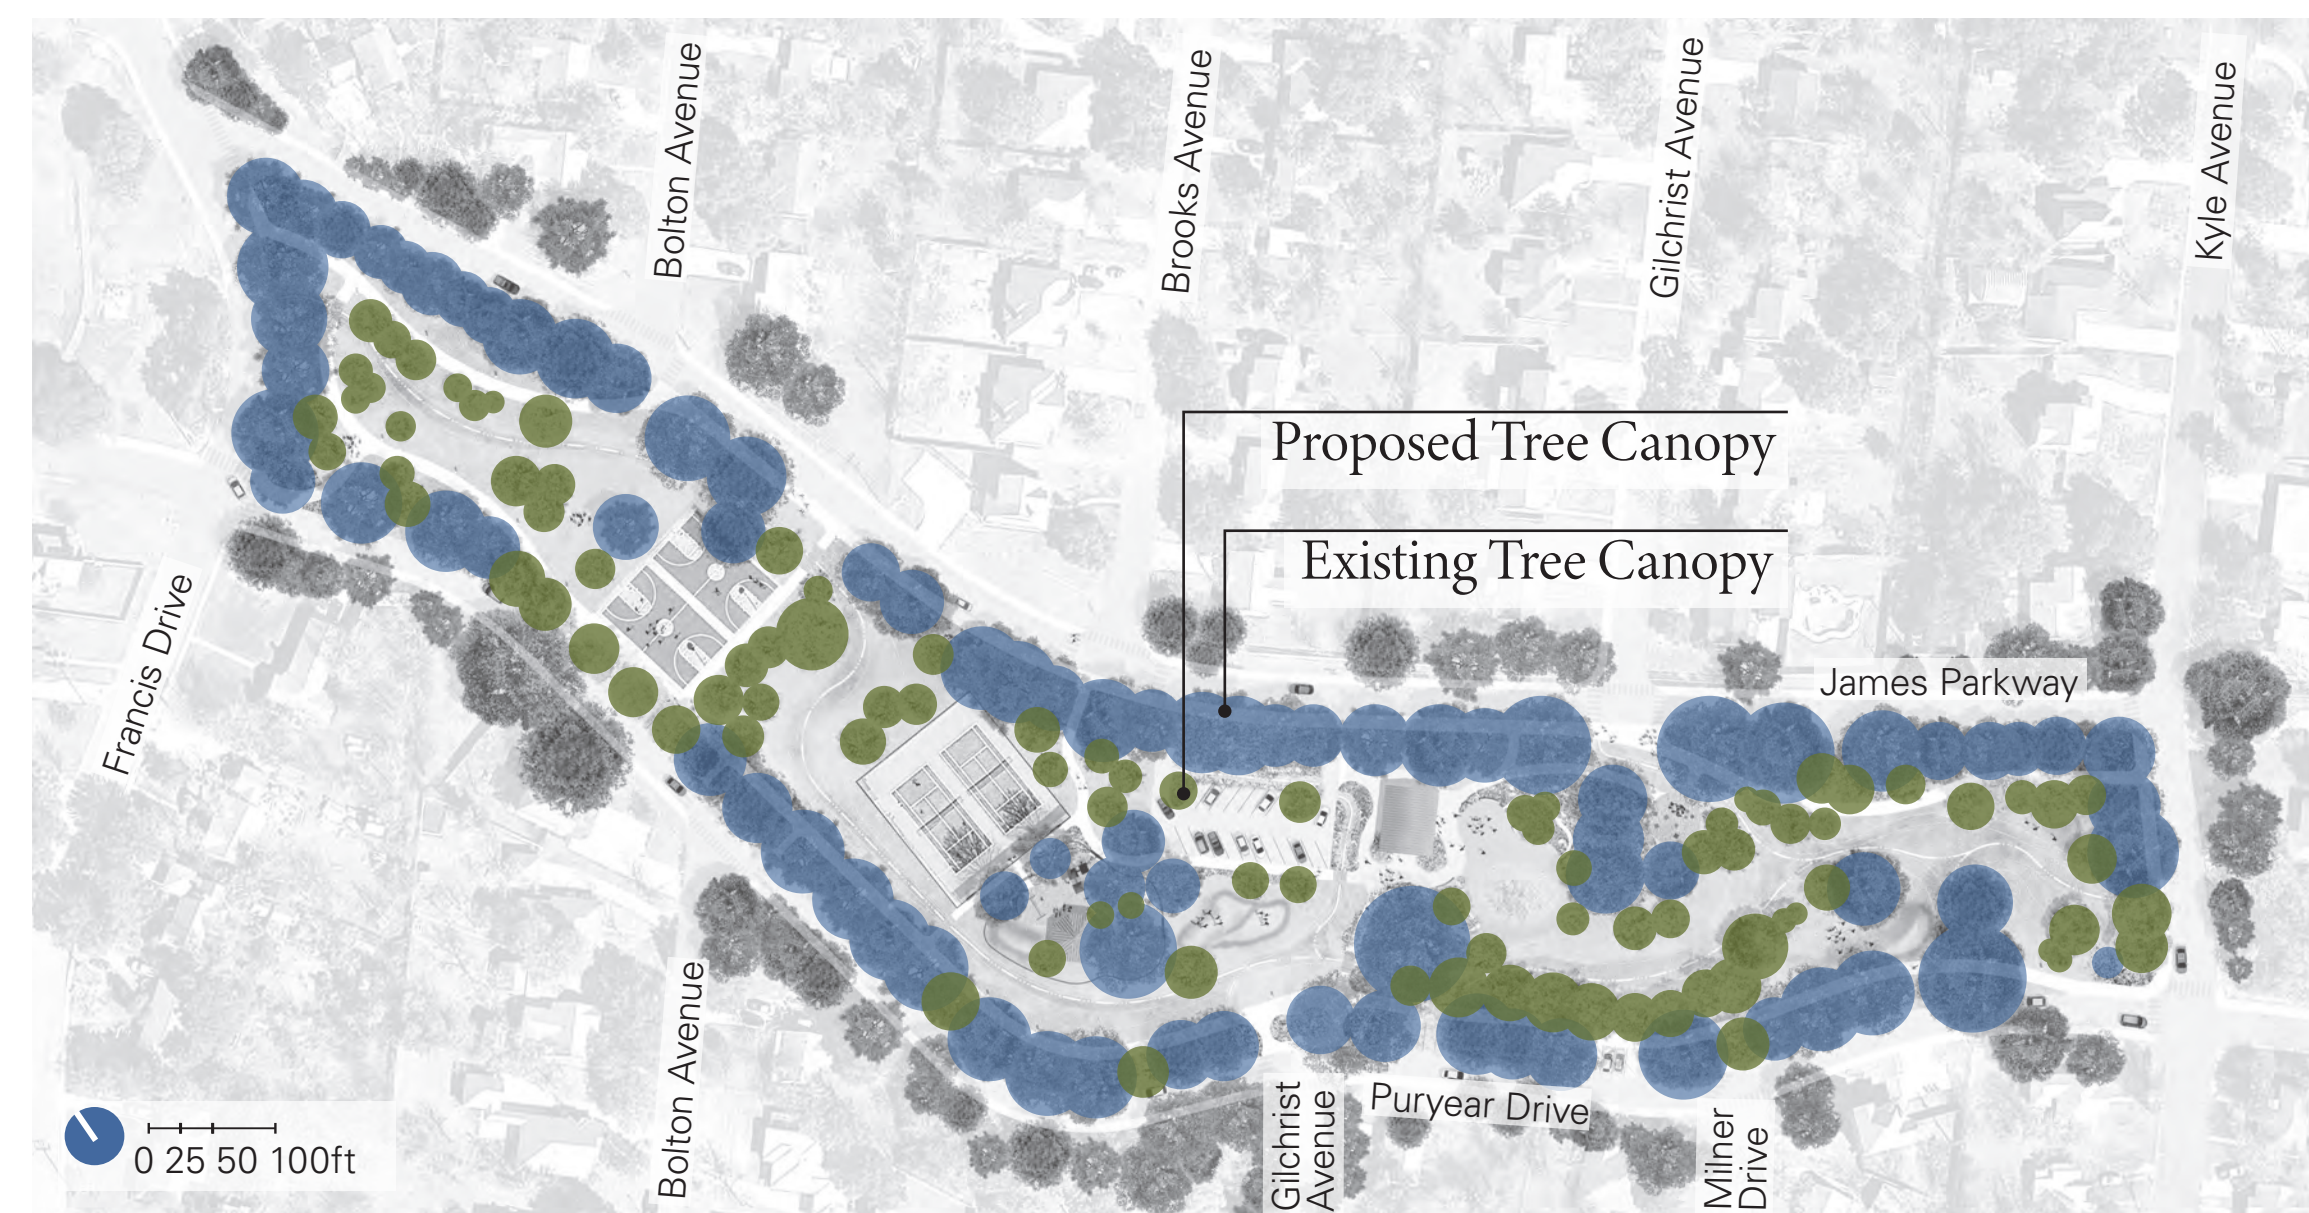 Bolton Avenue
Brooks Avenue
Gilchrist Avenue
Kyle Avenue
Proposed Tree Canopy
Existing Tree Canopy
Francis Drive
James Parkway
Bolton Avenue
Gilchrist
Avenue
Puryear Drive
Milner
Drive
0 25 50 100ft